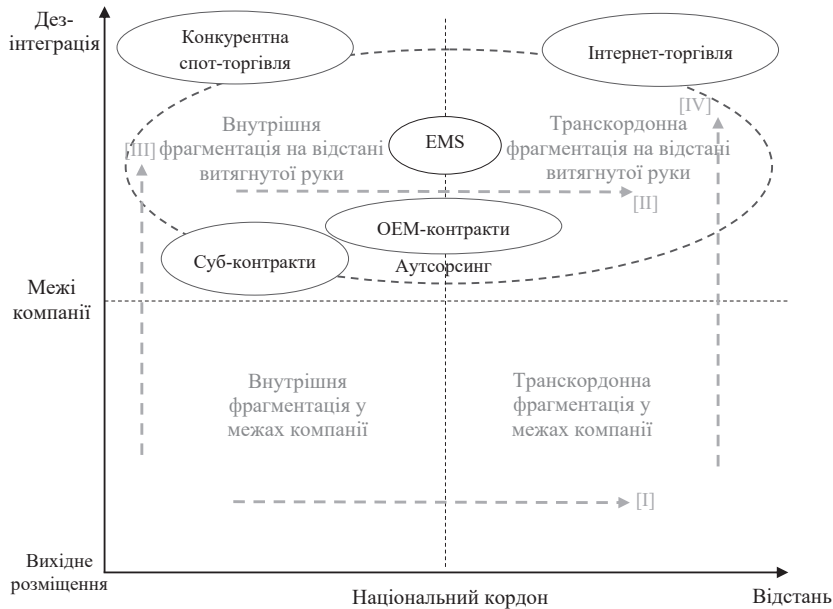 Дез-
інтеграція
Конкурентна
спот-торгівля
Інтернет-торгівля
[IV]
Внутрішня
фрагментація на відстані
витягнутої руки
EMS
Транскордонна
фрагментація на відстані
витягнутої руки
[III]
[II]
ОЕМ-контракти
Суб-контракти
Аутсорсинг
Межі
компанії
Внутрішня
фрагментація у
межах компанії
Транскордонна
фрагментація у
межах компанії
[I]
Вихідне
розміщення
Національний кордон
Відстань